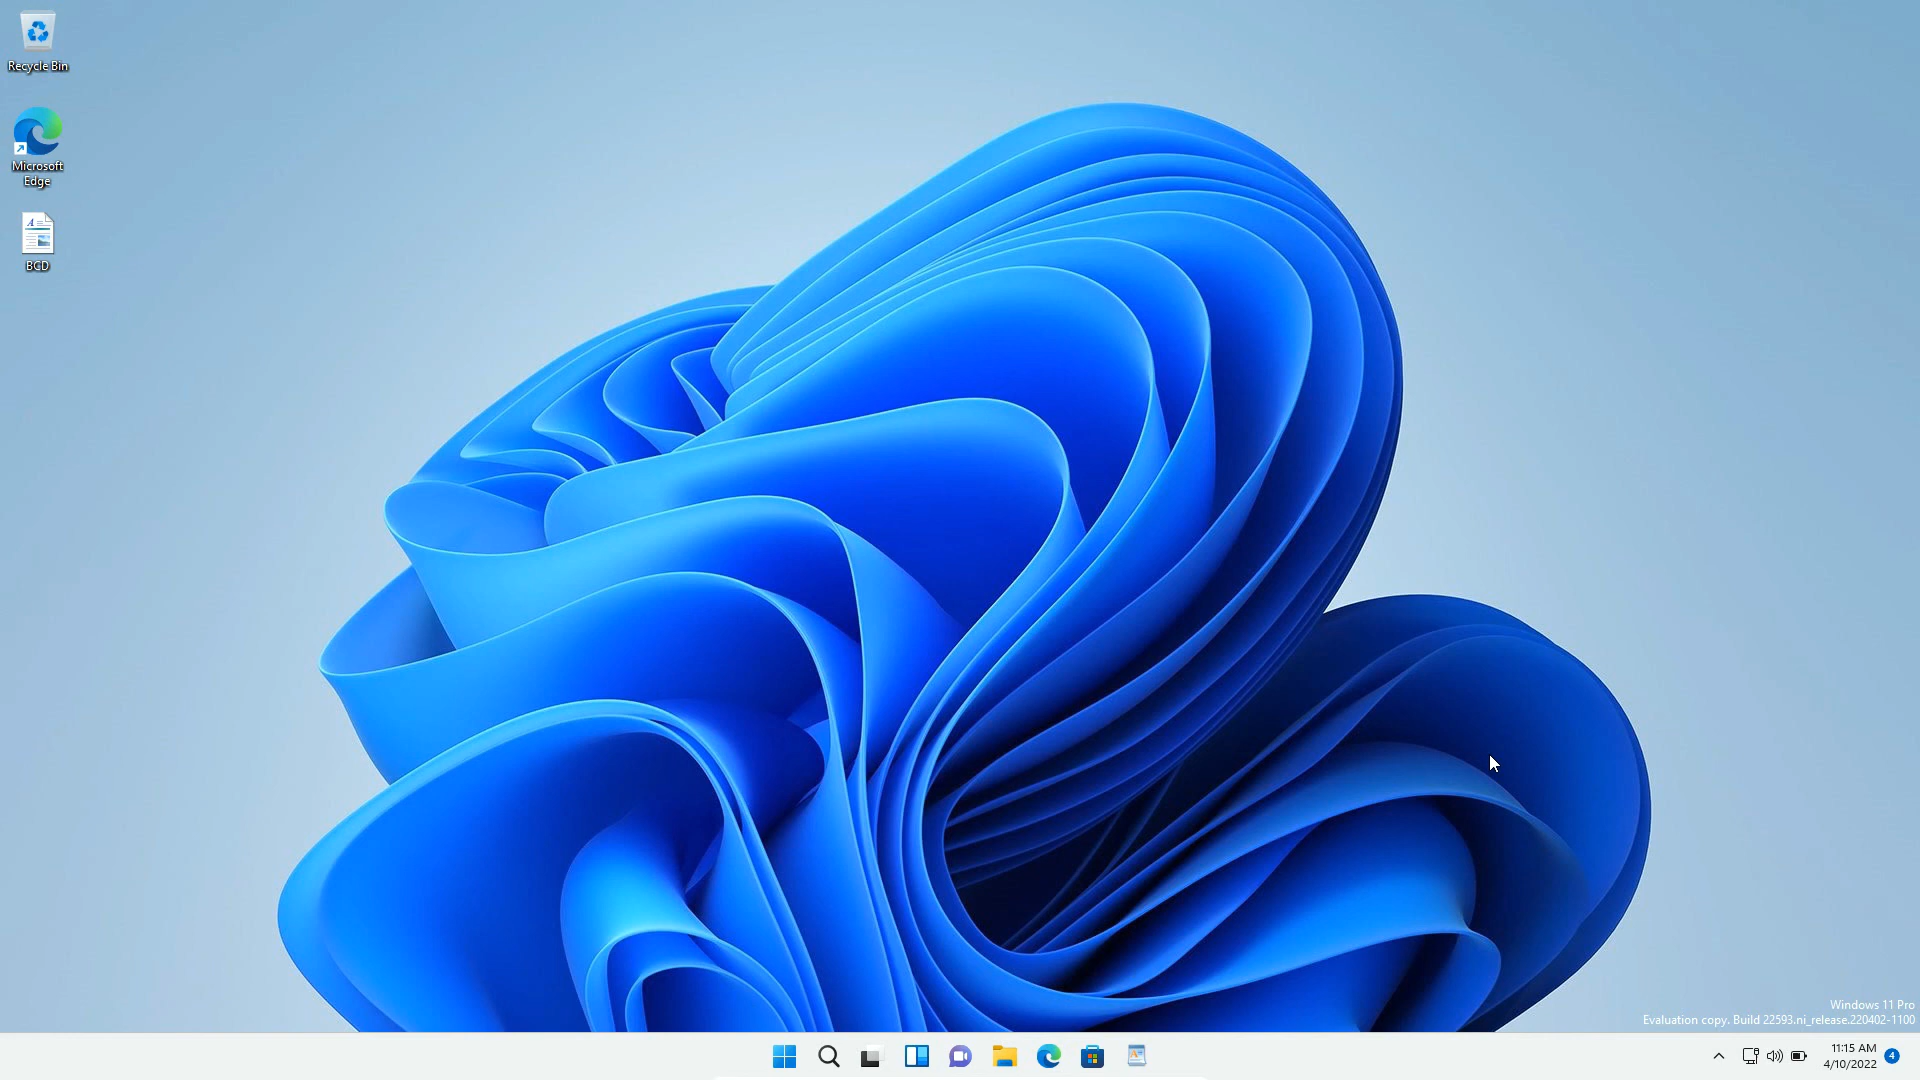 Recycle Bin
Microsoft
Edge
BCD
Windows 11 Pro
Evaluation copy. Build 22593.ni_release.220402-1100
11:15 AM
4/10/2022
4